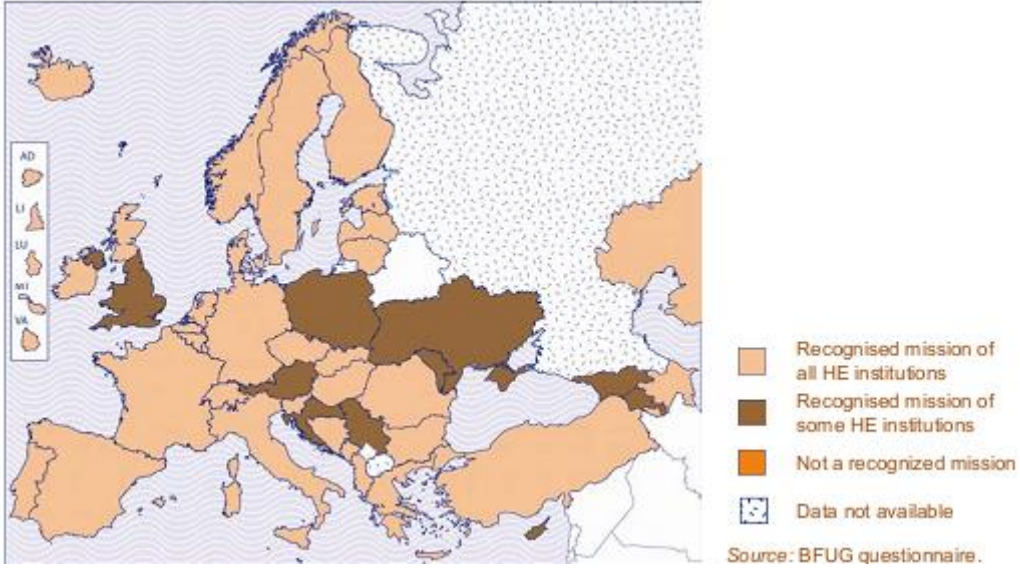 AD
LI
LU
MT
VA
Recognised mission of
all HE institutions
Recognised mission of
some HE institutions
Not a recognized mission
Data not available
Source: BFUG questionnaire.